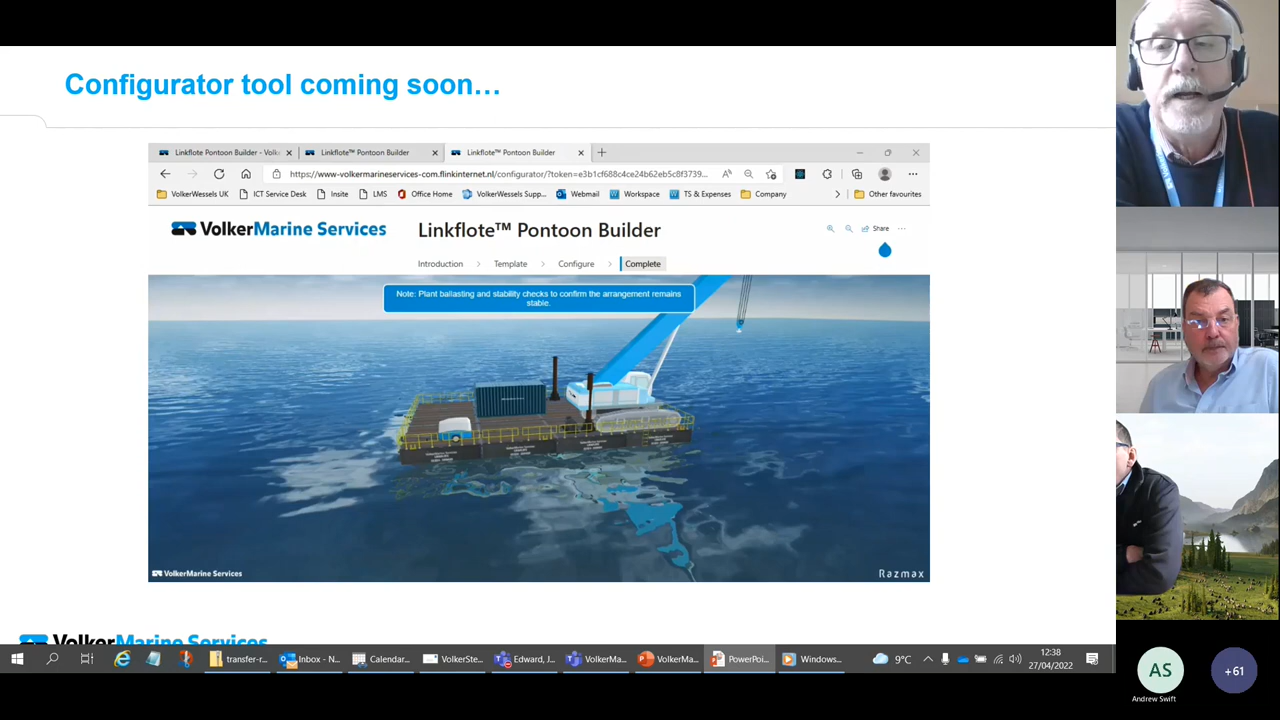 Configurator tool coming soon…
Linkflote Pontoon Builder - Volk
Linkflote™ Pontoon Builder
Linkflote™ Pontoon Builder
https://www-volkermarineservices-com.flinkinternet.nl/configurator/?token=e3b1cf688c4ce24b62eb5c8f3739...
VolkerWessels UK
ICT Service Desk
Insite
LMS
Office Home
VolkerWessels Supp...
Webmail
Workspace
TS & Expenses
Company
Other favourites
VolkerMarine Services
Linkflote™ Pontoon Builder
Share
Introduction
Template
Configure
Complete
Note: Plant ballasting and stability checks to confirm the arrangement remains
stable.
VolkerMarine Services
Razmax
VolkerMarine Services
transfer-r...
Inbox - N...
Calendar...
VolkerSte...
Edward, J...
VolkerMa...
VolkerMa...
PowerPoi...
Windows...
9°C
12:38
27/04/2022
AS
Andrew Swift
+61